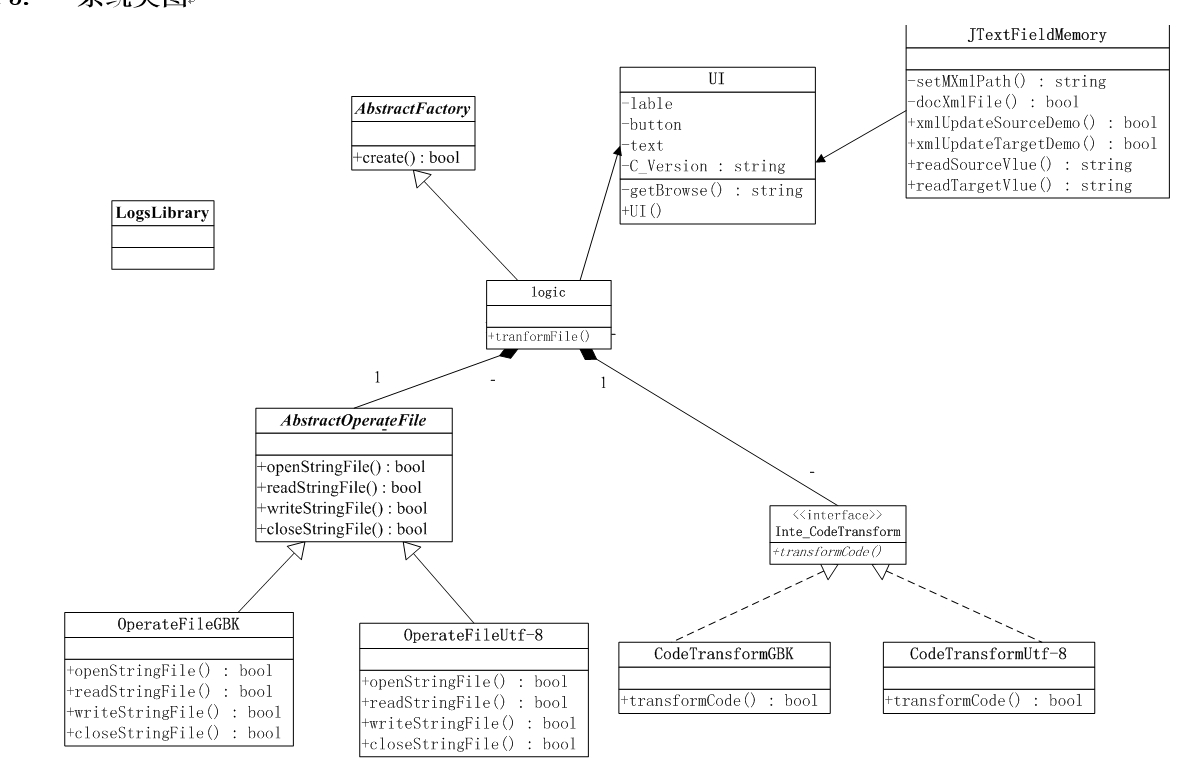 系统类图
JTextFieldMemory
-setMXmlPath() : string
-docXmlFile() : bool
+xmlUpdateSourceDemo() : bool
+xmlUpdateTargetDemo() : bool
+readSourceVlue() : string
+readTargetVlue() : string
UI
-lable
-button
-text
-C_Version : string
-getBrowse() : string
+UI()
AbstractFactory
+create() : bool
LogsLibrary
logic
+tranformFile()
-
1
-
1
-
AbstractOperateFile
-
+openStringFile() : bool
+readStringFile() : bool
+writeStringFile() : bool
+closeStringFile() : bool
<<interface>>
Inte_CodeTransform
+transformCode()
OperateFileGBK
+openStringFile() : bool
+readStringFile() : bool
+writeStringFile() : bool
+closeStringFile() : bool
OperateFileUtf-8
+openStringFile() : bool
+readStringFile() : bool
+writeStringFile() : bool
+closeStringFile() : bool
CodeTransformGBK
+transformCode() : bool
CodeTransformUtf-8
+transformCode() : bool